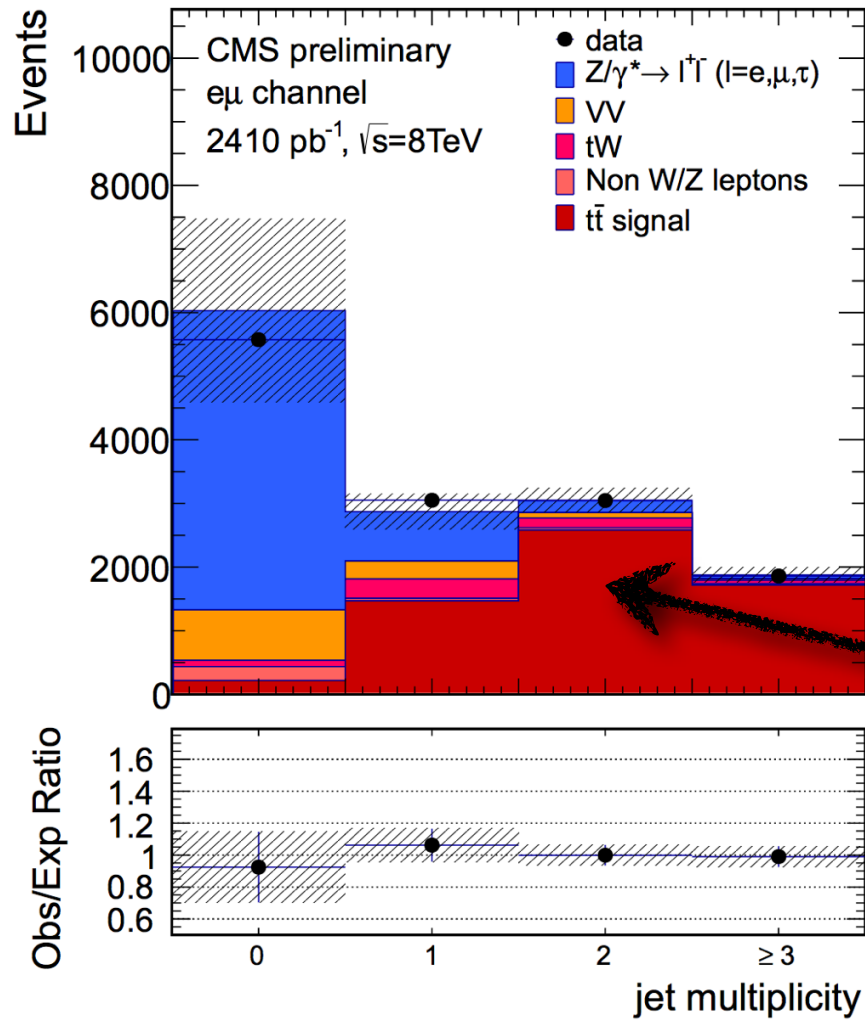 Events
10000
8000
6000
4000
2000
0
CMS preliminary
eμ channel
2410 pb⁻¹, √s=8TeV
data
Z/γ*→ l⁺l⁻ (l=e,μ,τ)
VV
tW
Non W/Z leptons
tt̄ signal
Obs/Exp Ratio
1.6
1.4
1.2
1
0.8
0.6
0
1
2
≥ 3
jet multiplicity